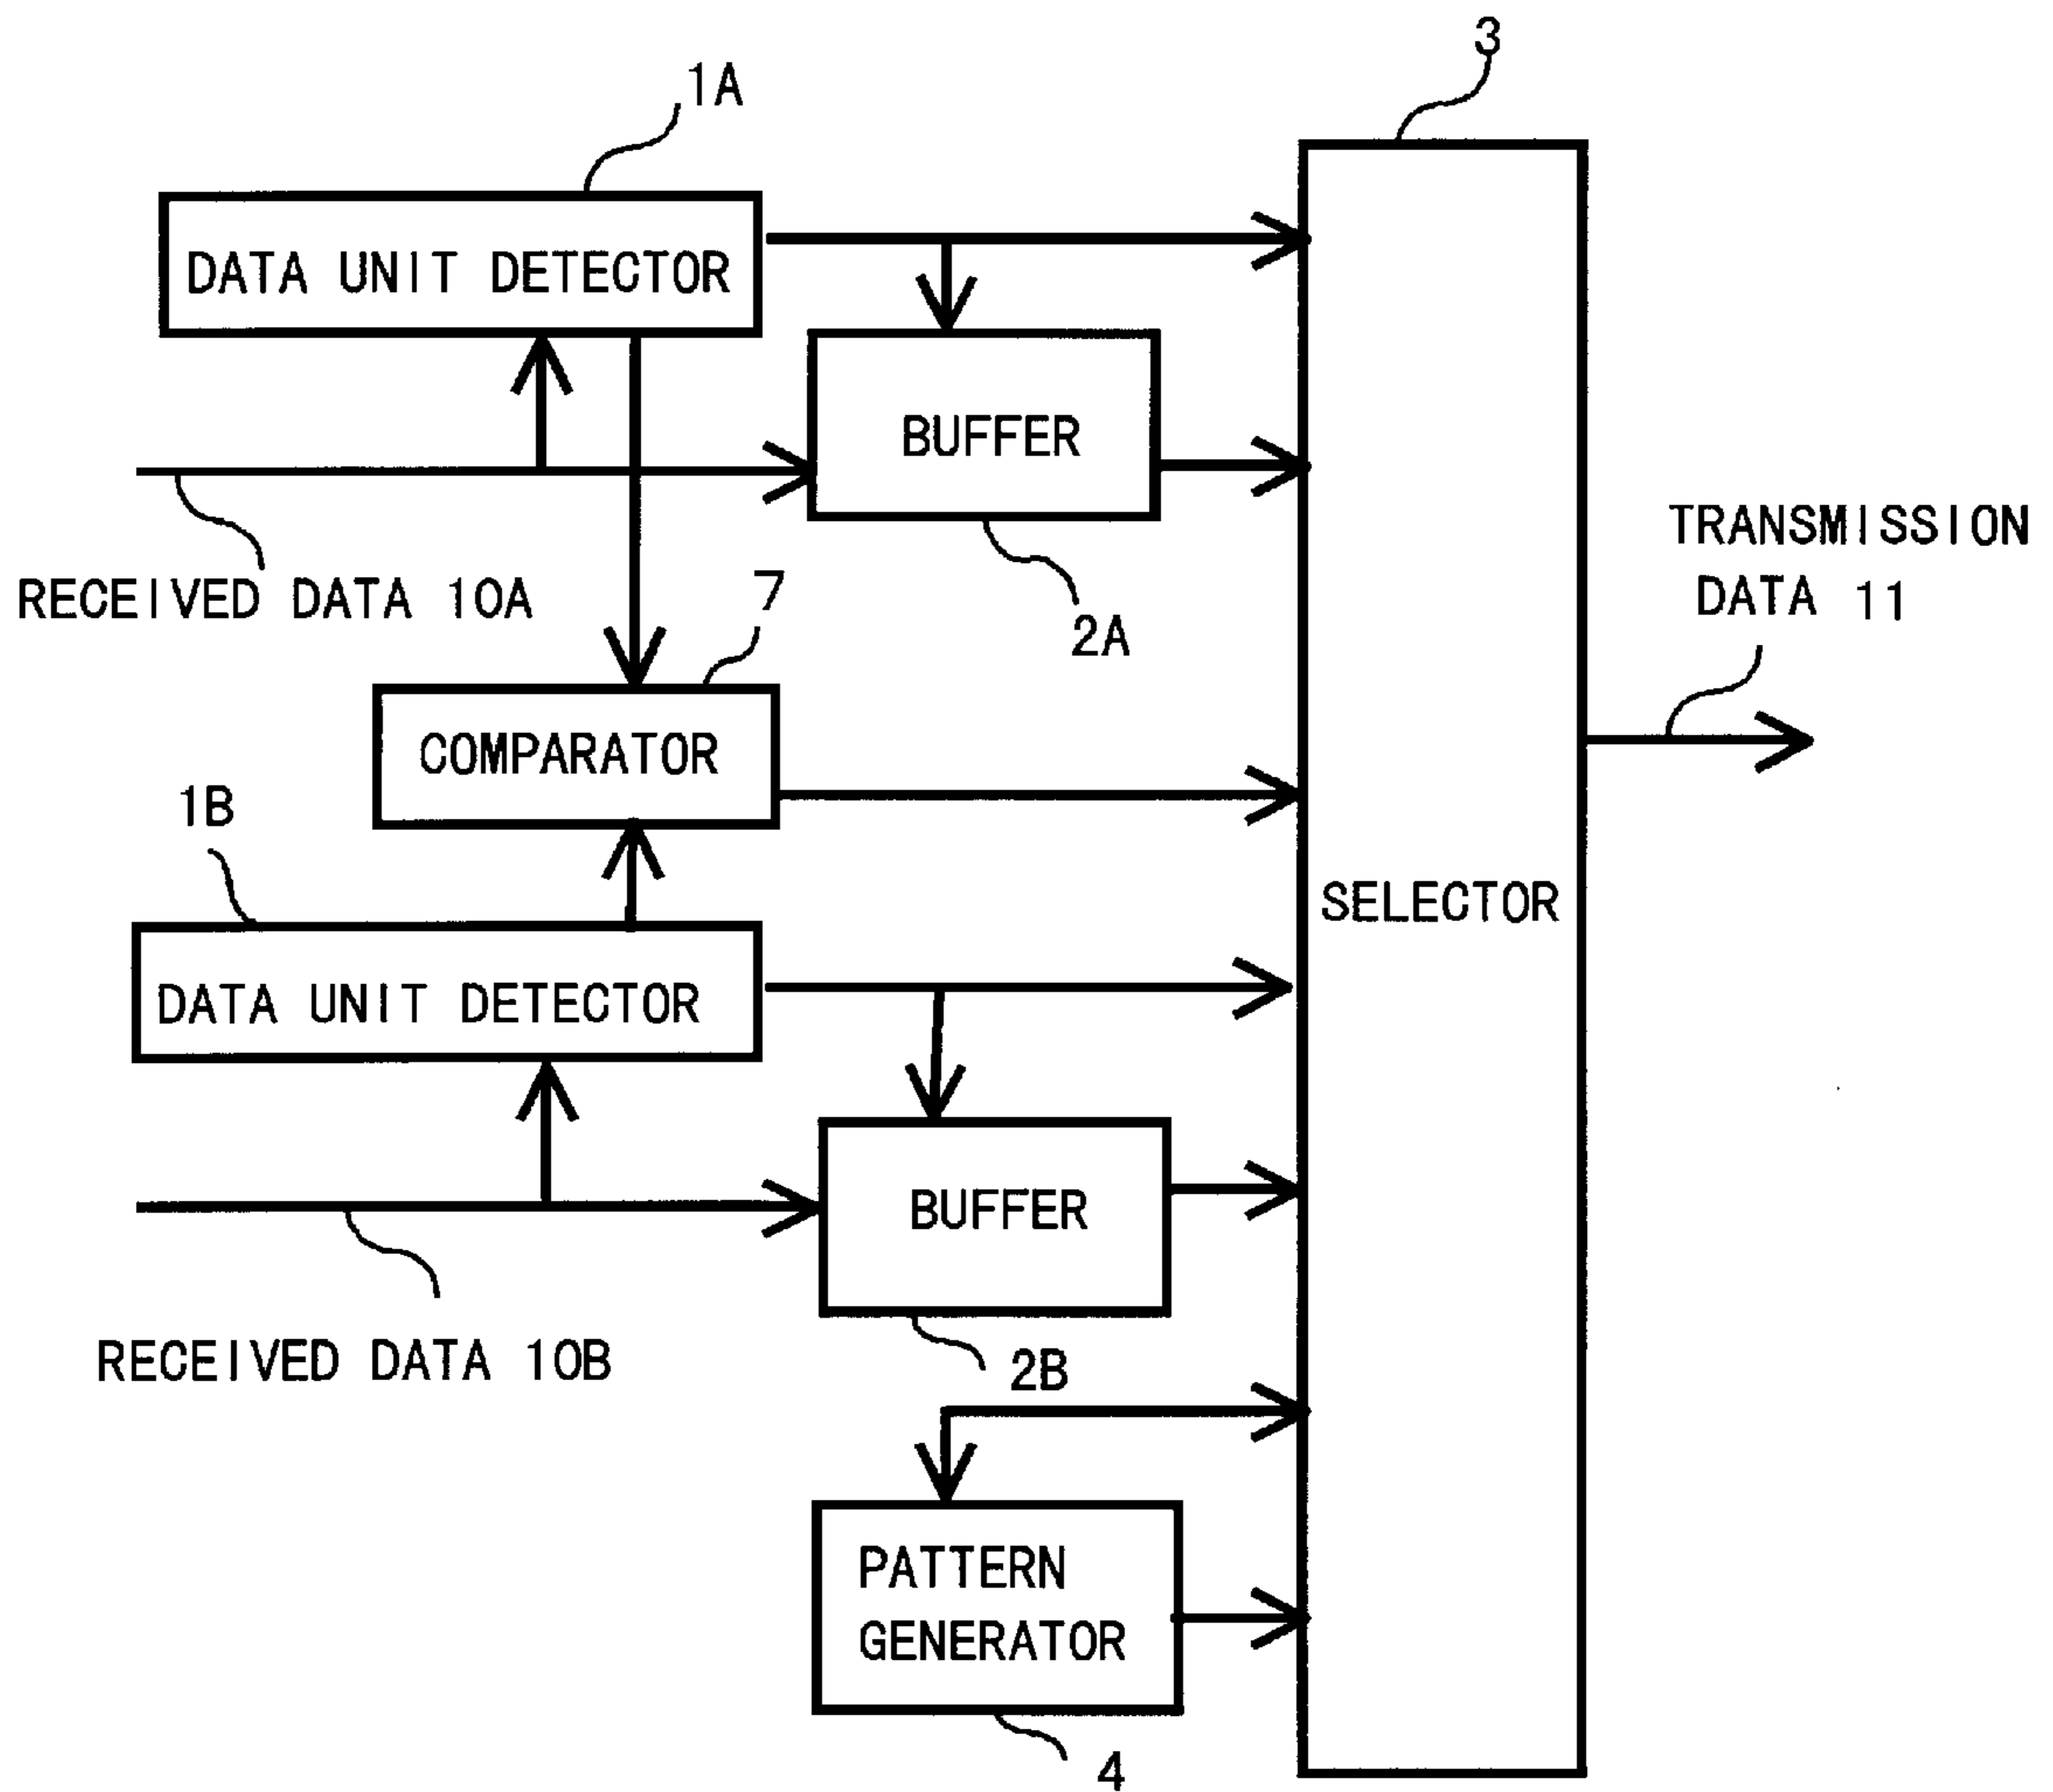 3
1A
DATA UNIT DETECTOR
BUFFER
TRANSMISSION
DATA 11
RECEIVED DATA 10A
7
2A
COMPARATOR
1B
SELECTOR
DATA UNIT DETECTOR
BUFFER
RECEIVED DATA 10B
2B
PATTERN
GENERATOR
4